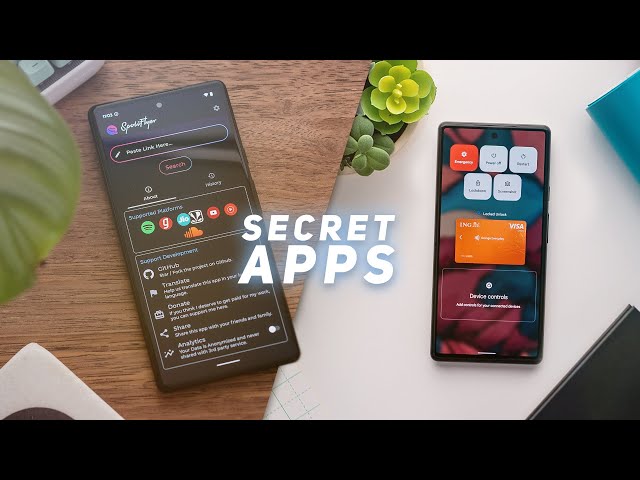 11:03
SpotiFlyer
Paste Link Here...
Search
About
History
Supported Platforms
Jio
Support Development
GitHub
Star / Fork the project on Github.
Translate
Help us translate this app in your local
language.
Donate
If you think I deserve to get paid for my work,
you can support me here.
Share
Share this app with your friends and family.
Analytics
Your Data is Anonymized and never
shared with 3rd party service.
SECRET
APPS
Emergency
Power off
Restart
Lockdown
Screenshot
Locked Unlock
ING
VISA
Device controls
Add controls for your connected devices